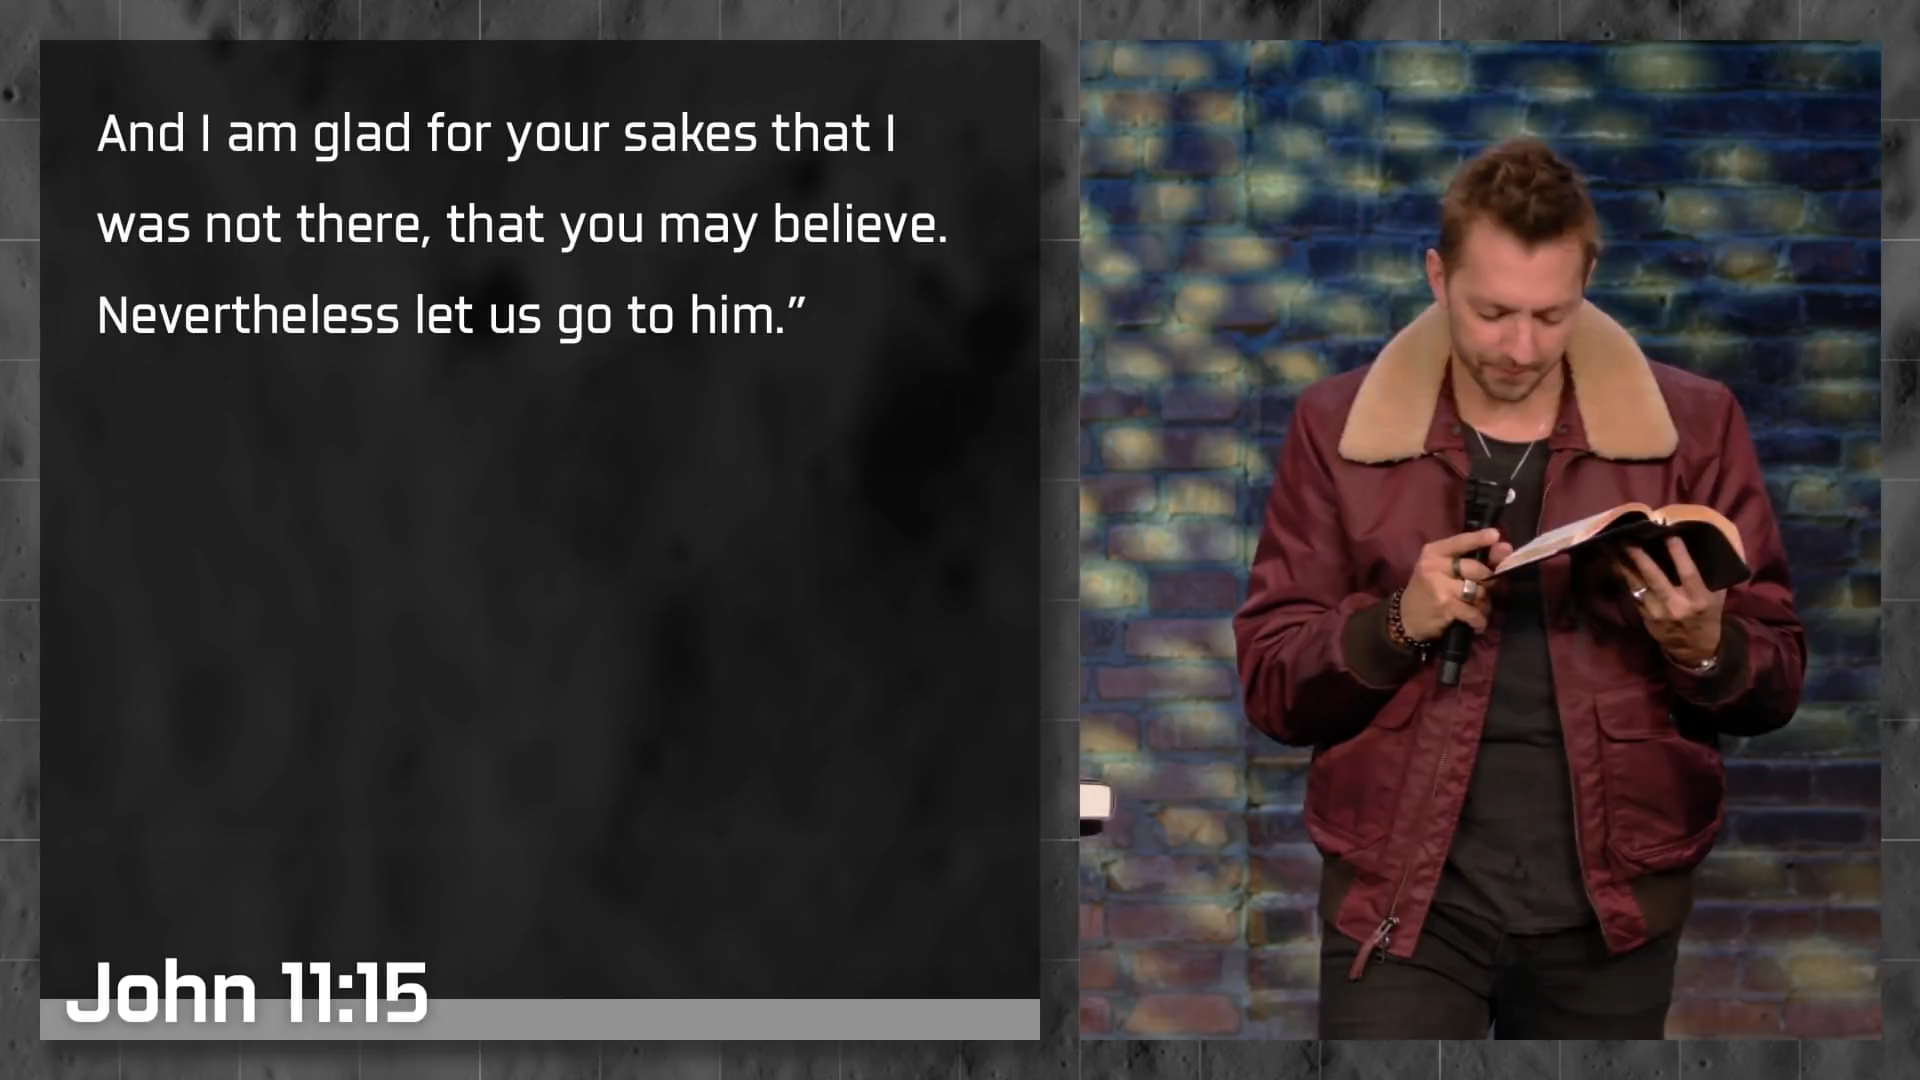 And I am glad for your sakes that I
was not there, that you may believe.
Nevertheless let us go to him.”
John 11:15